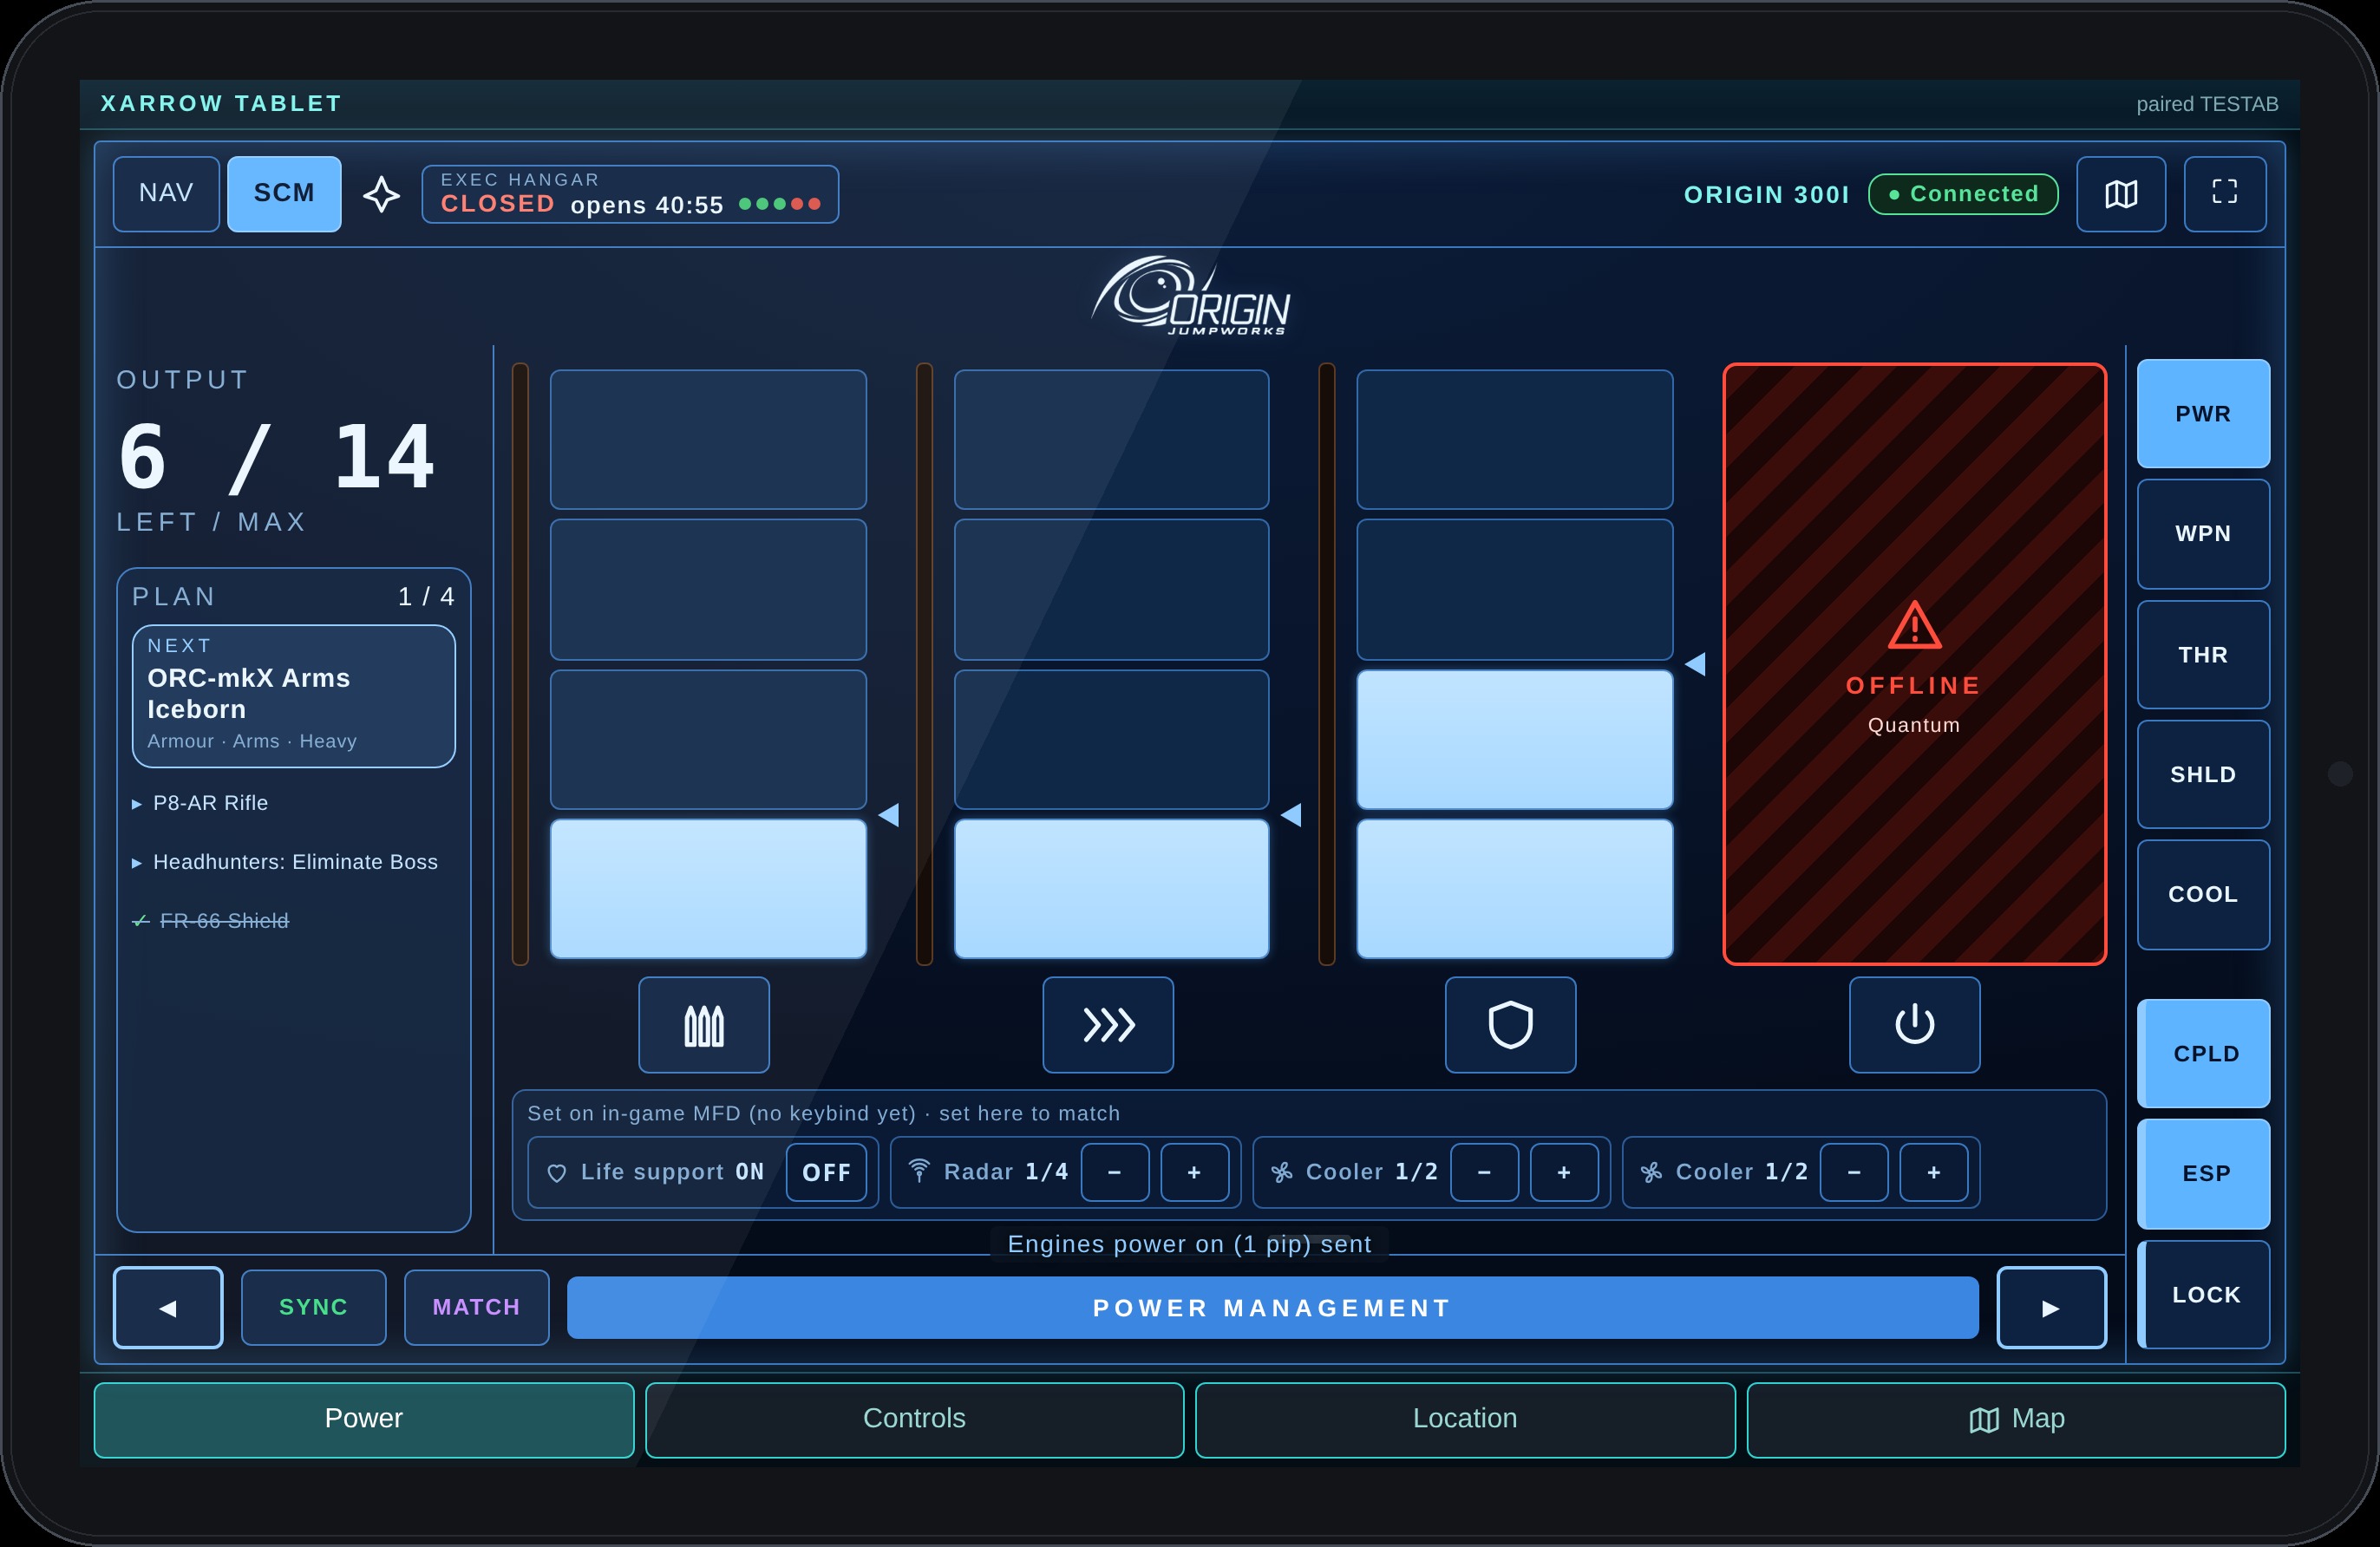 XARROW TABLET
paired TESTAB
NAV
SCM
EXEC HANGAR
CLOSED opens 40:55
ORIGIN 300I
● Connected
ORIGIN
JUMPWORKS
OUTPUT
6 / 14
LEFT / MAX
PLAN 1 / 4
NEXT
ORC-mkX Arms
Iceborn
Armour · Arms · Heavy
▸ P8-AR Rifle
▸ Headhunters: Eliminate Boss
✓ FR-66 Shield
OFFLINE
Quantum
PWR
WPN
THR
SHLD
COOL
CPLD
ESP
LOCK
Set on in-game MFD (no keybind yet) · set here to match
Life support ON OFF
Radar 1/4 − +
Cooler 1/2 − +
Cooler 1/2 − +
Engines power on (1 pip) sent
◀ SYNC MATCH POWER MANAGEMENT ▶
Power
Controls
Location
Map